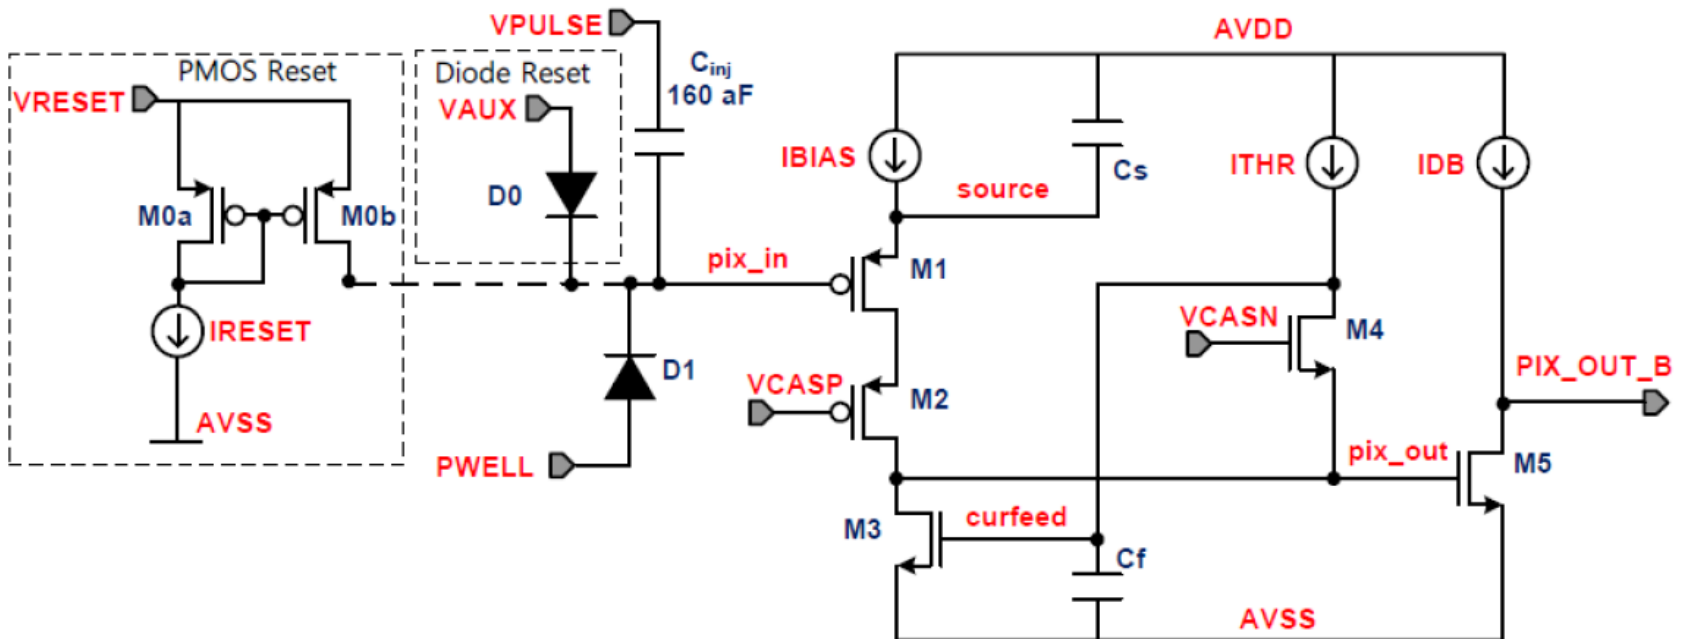 VPULSE
AVDD
PMOS Reset
Diode Reset
Cinj
160 aF
VRESET
VAUX
IBIAS
Cs
ITHR
IDB
source
D0
M0a
M0b
pix_in
M1
VCASN
M4
IRESET
D1
VCASP
M2
PIX_OUT_B
AVSS
PWELL
pix_out
M5
M3
curfeed
Cf
AVSS